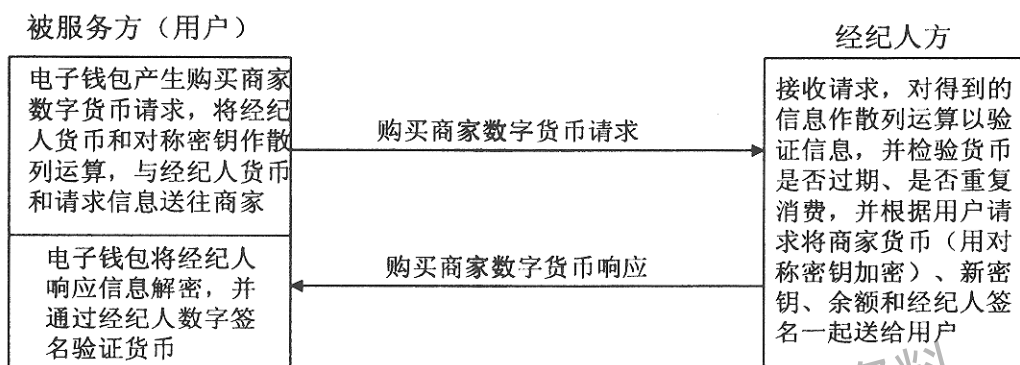 被服务方（用户）
电子钱包产生购买商家
数字货币请求，将经纪
人货币和对称密钥作散
列运算，与经纪人货币
和请求信息送往商家
电子钱包将经纪人
响应信息解密，并
通过经纪人数字签
名验证货币
购买商家数字货币请求
购买商家数字货币响应
经纪人方
接收请求，对得到的
信息作散列运算以验
证信息，并检验货币
是否过期、是否重复
消费，并根据用户请
求将商家货币（用对
称密钥加密）、新密
钥、余额和经纪人签
名一起送给用户